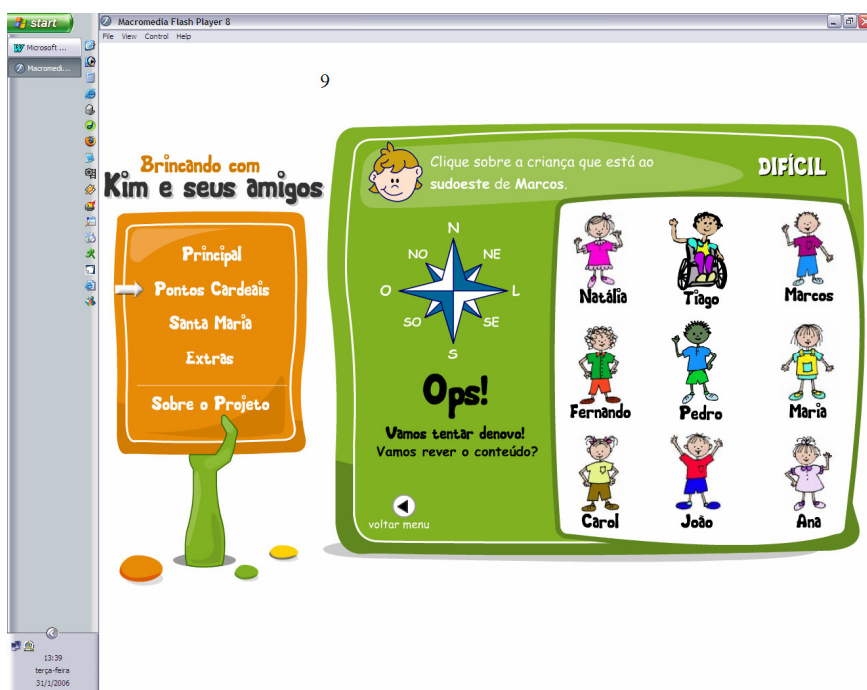 start
Macromedia Flash Player 8
File View Control Help
Microsoft ...
Macromedi...
9
Brincando com
Kim e seus amigos
Principal
Pontos Cardeais
Santa Maria
Extras
Sobre o Projeto
Clique sobre a criança que está ao
sudoeste de Marcos.
DIFÍCIL
N
NO NE
O L
SO SE
S
Ops!
Vamos tentar denovo!
Vamos rever o conteúdo?
voltar menu
Natália Tiago Marcos
Fernando Pedro Maria
Carol João Ana
13:39
terça-feira
31/1/2006